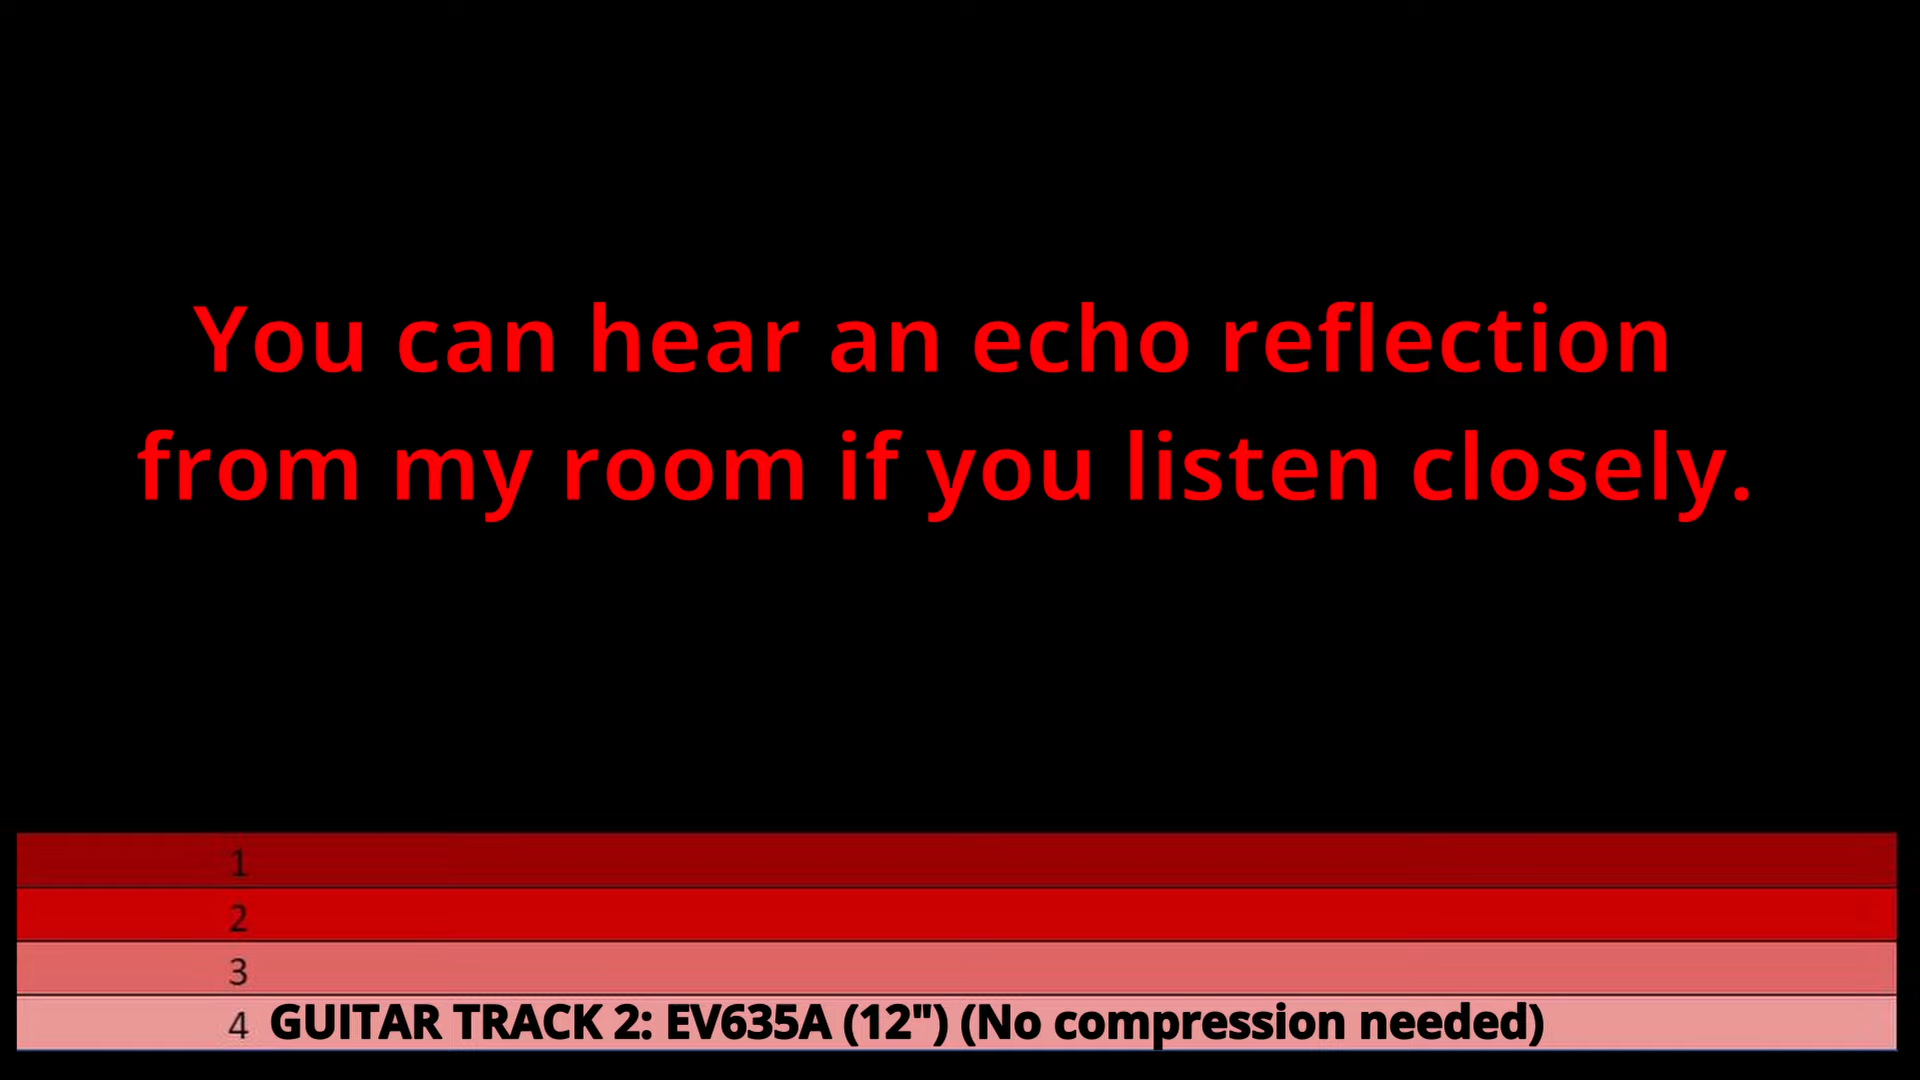 You can hear an echo reflection
from my room if you listen closely.
1
2
3
4 GUITAR TRACK 2: EV635A (12") (No compression needed)